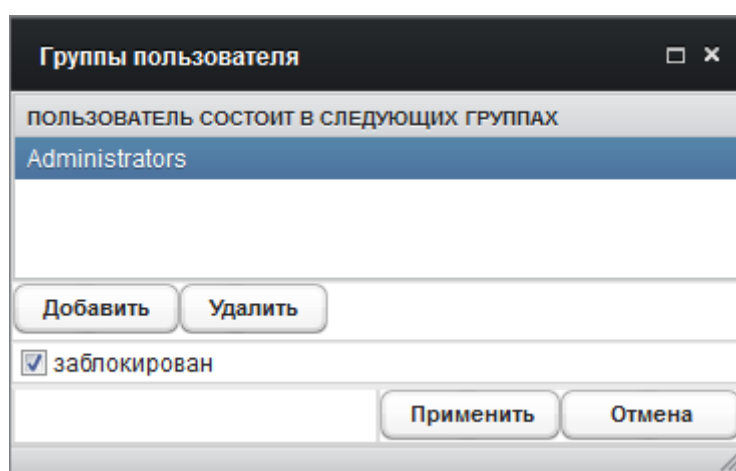 Группы пользователя
ПОЛЬЗОВАТЕЛЬ СОСТОИТ В СЛЕДУЮЩИХ ГРУППАХ
Administrators
Добавить Удалить
заблокирован
Применить Отмена